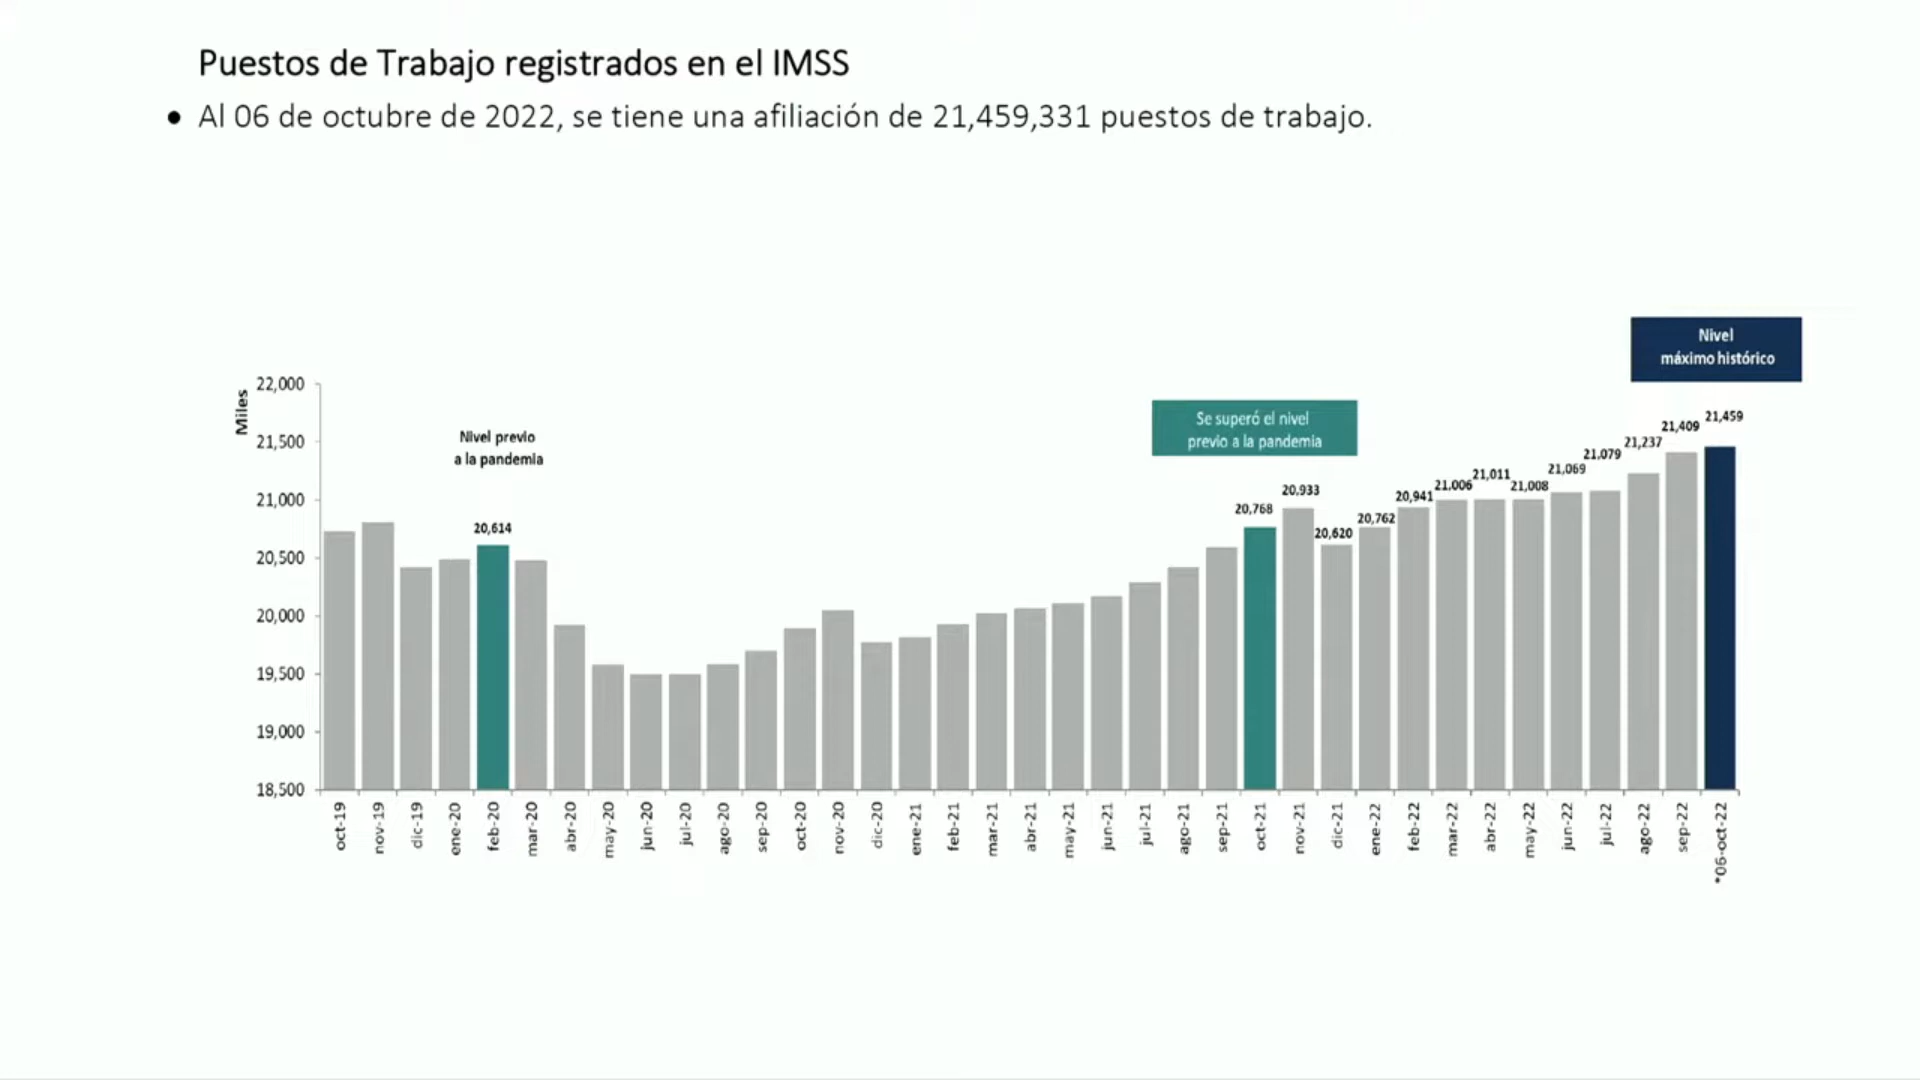 Puestos de Trabajo registrados en el IMSS
• Al 06 de octubre de 2022, se tiene una afiliación de 21,459,331 puestos de trabajo.
Nivel
máximo histórico
Se superó el nivel
previo a la pandemia
Nivel previo
a la pandemia
Miles
22,000
21,500
21,000
20,500
20,000
19,500
19,000
18,500
20,614
20,768
20,933
20,620
20,762
20,941
21,006
21,011
21,008
21,069
21,079
21,237
21,409
21,459
oct-19
nov-19
dic-19
ene-20
feb-20
mar-20
abr-20
may-20
jun-20
jul-20
ago-20
sep-20
oct-20
nov-20
dic-20
ene-21
feb-21
mar-21
abr-21
may-21
jun-21
jul-21
ago-21
sep-21
oct-21
nov-21
dic-21
ene-22
feb-22
mar-22
abr-22
may-22
jun-22
jul-22
ago-22
sep-22
*06-oct-22